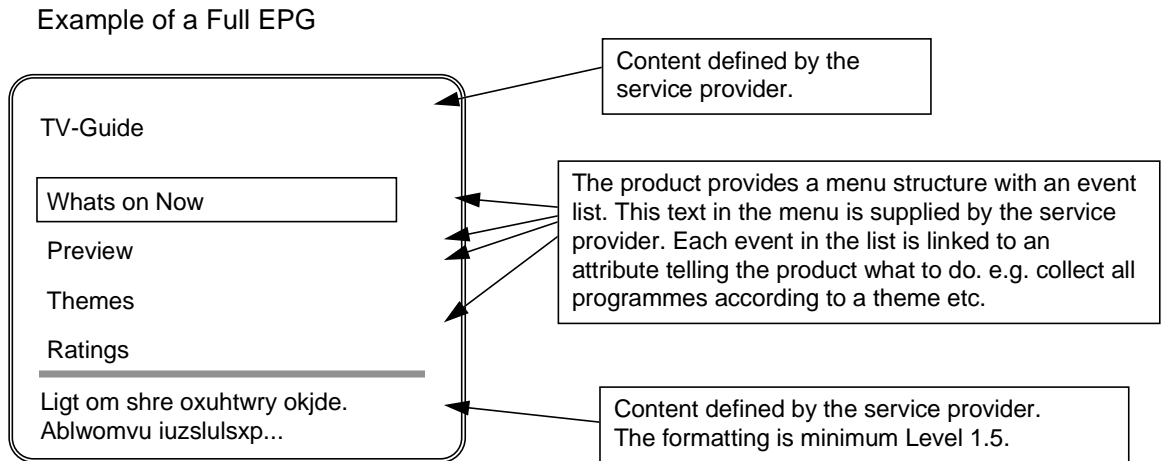 Example of a Full EPG
Content defined by the
service provider.
TV-Guide
Whats on Now
Preview
Themes
Ratings
Ligt om shre oxuhtwry okjde.
Ablwomvu iuzslulsxp...
The product provides a menu structure with an event
list. This text in the menu is supplied by the service
provider. Each event in the list is linked to an
attribute telling the product what to do. e.g. collect all
programmes according to a theme etc.
Content defined by the service provider.
The formatting is minimum Level 1.5.